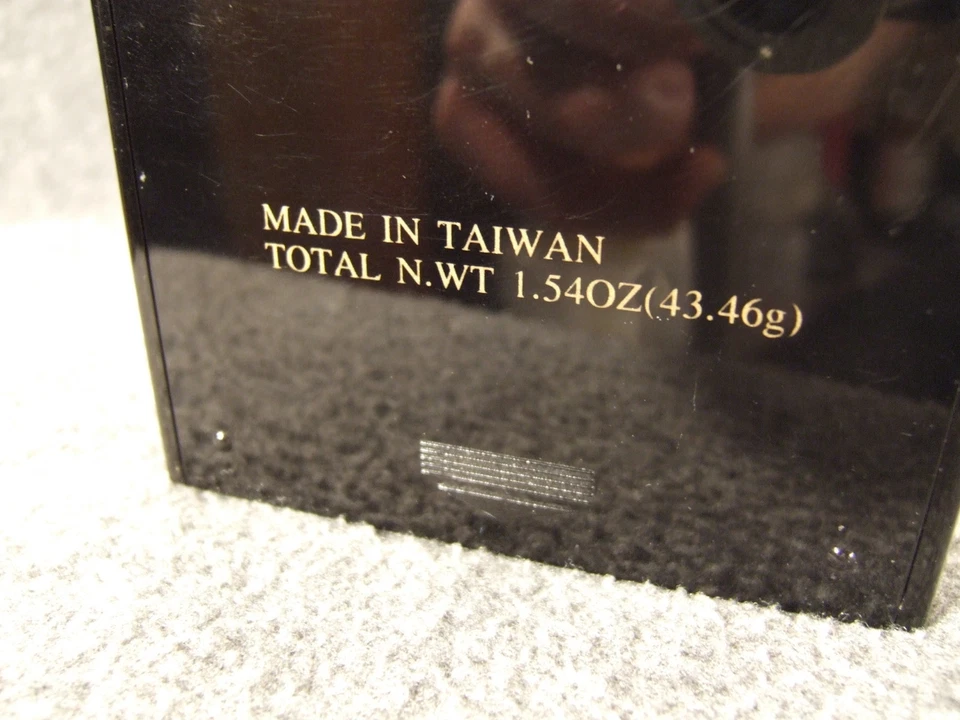 MADE IN TAIWAN
TOTAL N.WT 1.54OZ(43.46g)